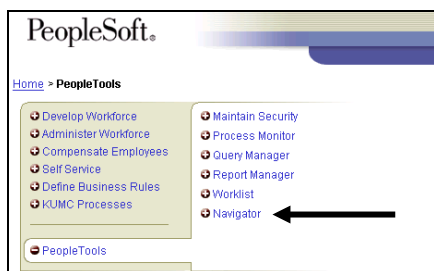 PeopleSoft®
Home > PeopleTools
Develop Workforce
Administer Workforce
Compensate Employees
Self Service
Define Business Rules
KUMC Processes
PeopleTools
Maintain Security
Process Monitor
Query Manager
Report Manager
Worklist
Navigator